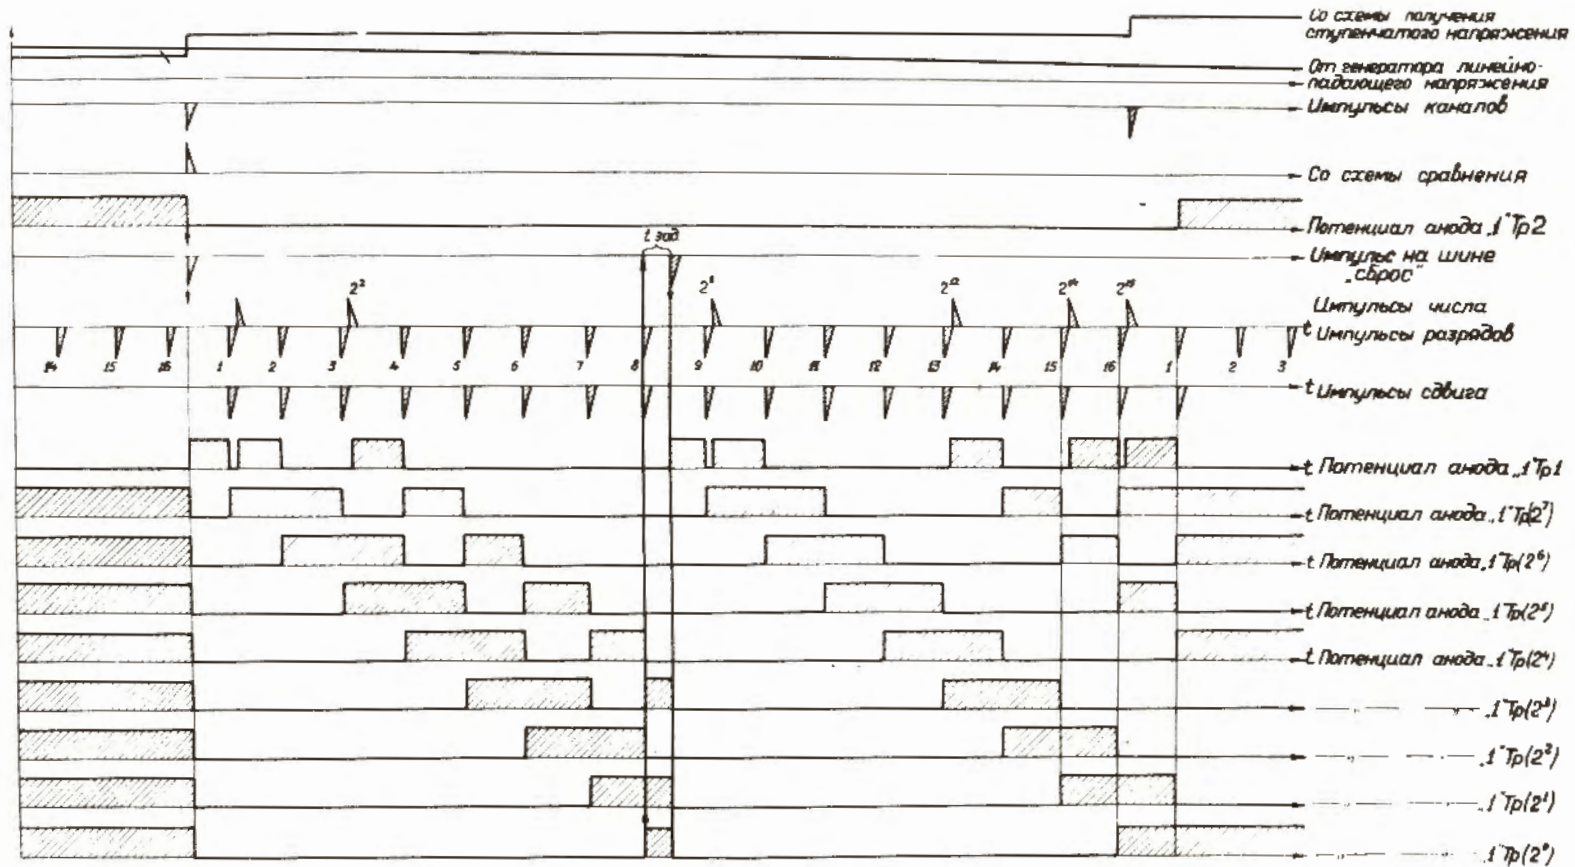 Со схемы получения
ступенчатого напряжения
От генератора линейно-
падающего напряжения
Импульсы каналов
Со схемы сравнения
Потенциал анода „1" Тр2
t зад.
Импульс на шине
„сброс"
2² 2⁸ 2¹² 2¹⁴ 2¹⁵ Импульсы числа
t Импульсы разрядов
14 15 16 1 2 3 4 5 6 7 8 9 10 11 12 13 14 15 16 1 2 3
t Импульсы сдвига
t Потенциал анода „1" Тр1
t Потенциал анода „1" Тр(2⁷)
t Потенциал анода „1" Тр(2⁶)
t Потенциал анода „1" Тр(2⁵)
t Потенциал анода „1" Тр(2⁴)
„1" Тр(2³)
„1" Тр(2²)
„1" Тр(2¹)
„1" Тр(2⁰)